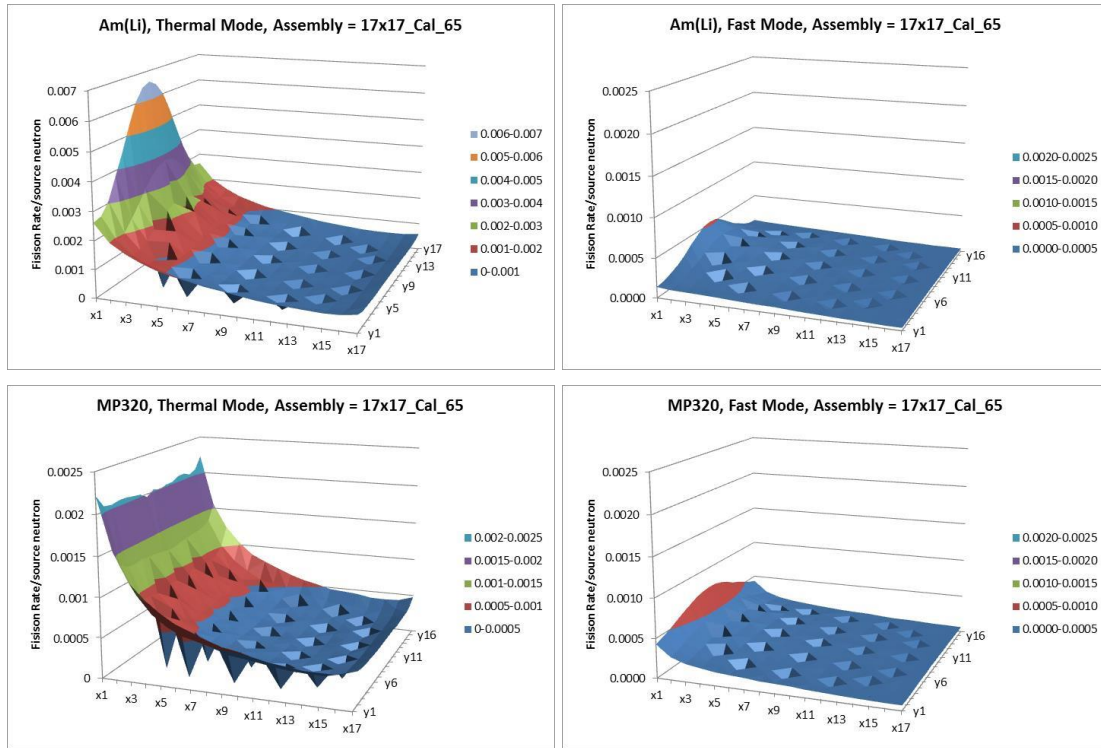 Am(Li), Thermal Mode, Assembly = 17x17_Cal_65
Fisison Rate/source neutron
0.007
0.006
0.005
0.004
0.003
0.002
0.001
0
x1
x3
x5
x7
x9
x11
x13
x15
x17
y1
y5
y9
y13
y17
0.006-0.007
0.005-0.006
0.004-0.005
0.003-0.004
0.002-0.003
0.001-0.002
0-0.001
Am(Li), Fast Mode, Assembly = 17x17_Cal_65
Fisison Rate/source neutron
0.0025
0.0020
0.0015
0.0010
0.0005
0.0000
x1
x3
x5
x7
x9
x11
x13
x15
x17
y1
y6
y11
y16
0.0020-0.0025
0.0015-0.0020
0.0010-0.0015
0.0005-0.0010
0.0000-0.0005
MP320, Thermal Mode, Assembly = 17x17_Cal_65
Fisison Rate/source neutron
0.0025
0.002
0.0015
0.001
0.0005
0
x1
x3
x5
x7
x9
x11
x13
x15
x17
y1
y6
y11
y16
0.002-0.0025
0.0015-0.002
0.001-0.0015
0.0005-0.001
0-0.0005
MP320, Fast Mode, Assembly = 17x17_Cal_65
Fisison Rate/source neutron
0.0025
0.0020
0.0015
0.0010
0.0005
0.0000
x1
x3
x5
x7
x9
x11
x13
x15
x17
y1
y6
y11
y16
0.0020-0.0025
0.0015-0.0020
0.0010-0.0015
0.0005-0.0010
0.0000-0.0005